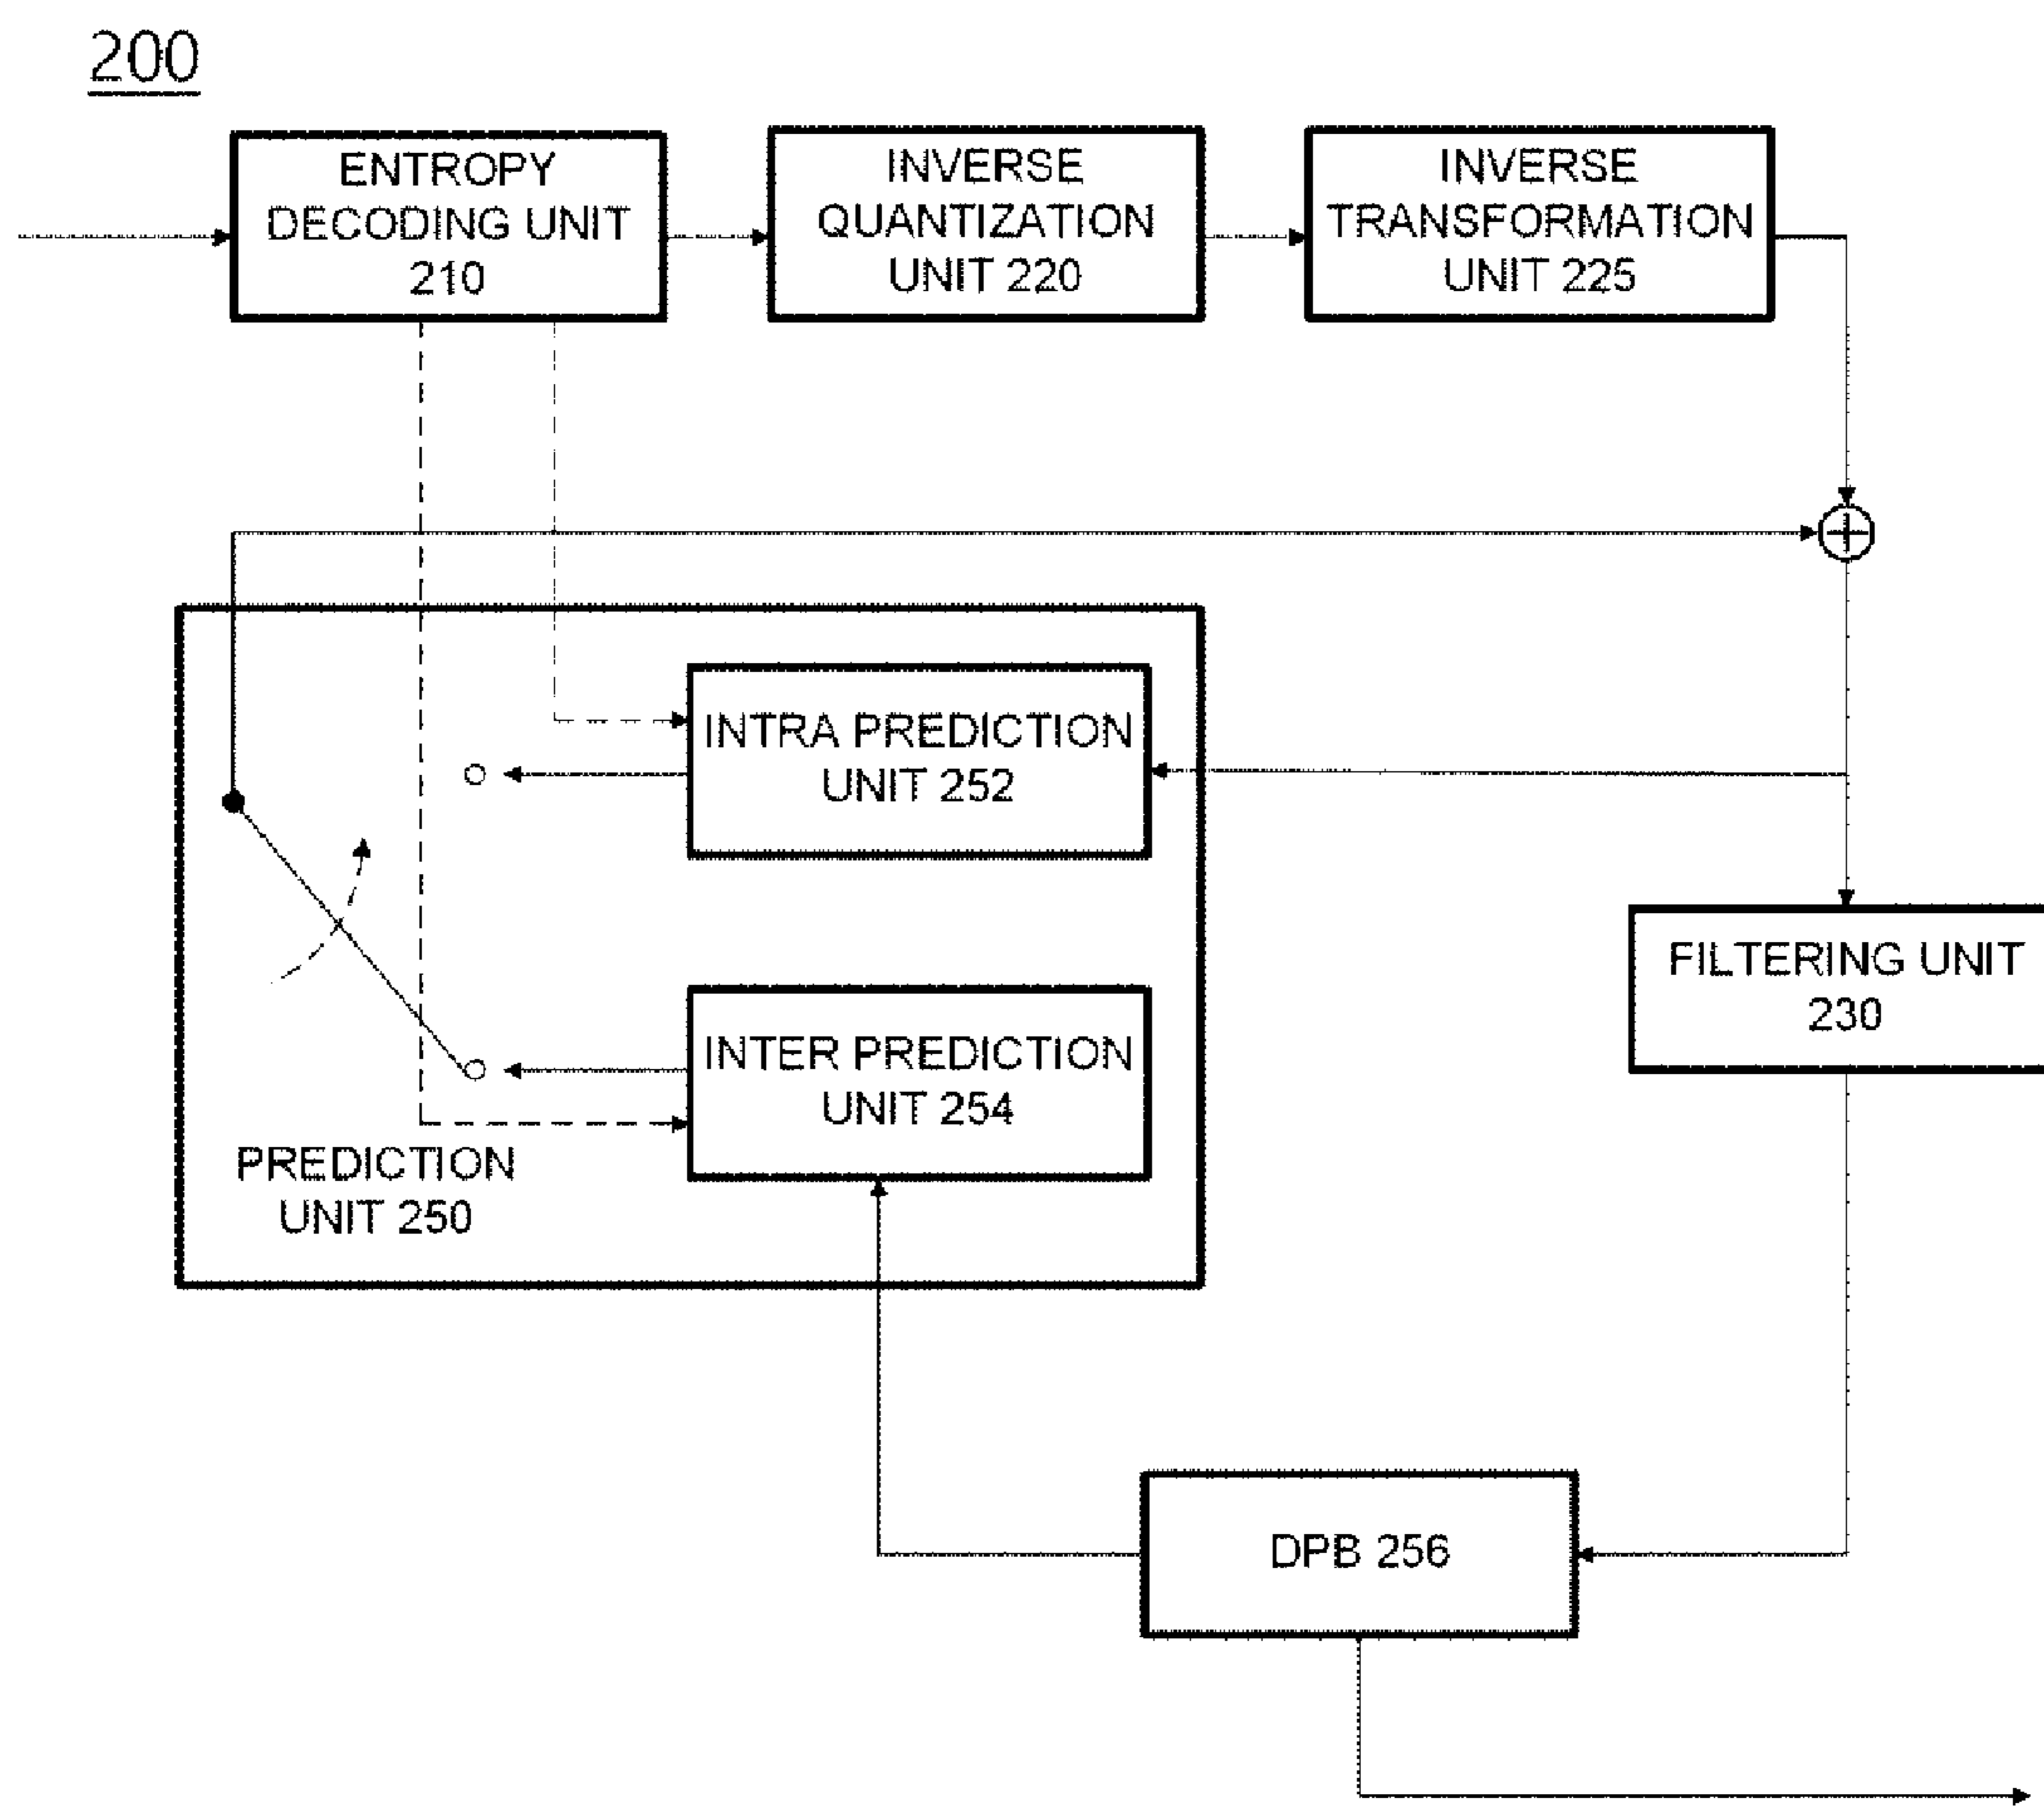 200
ENTROPY
DECODING UNIT
210
INVERSE
QUANTIZATION
UNIT 220
INVERSE
TRANSFORMATION
UNIT 225
INTRA PREDICTION
UNIT 252
FILTERING UNIT
230
INTER PREDICTION
UNIT 254
PREDICTION
UNIT 250
DPB 256